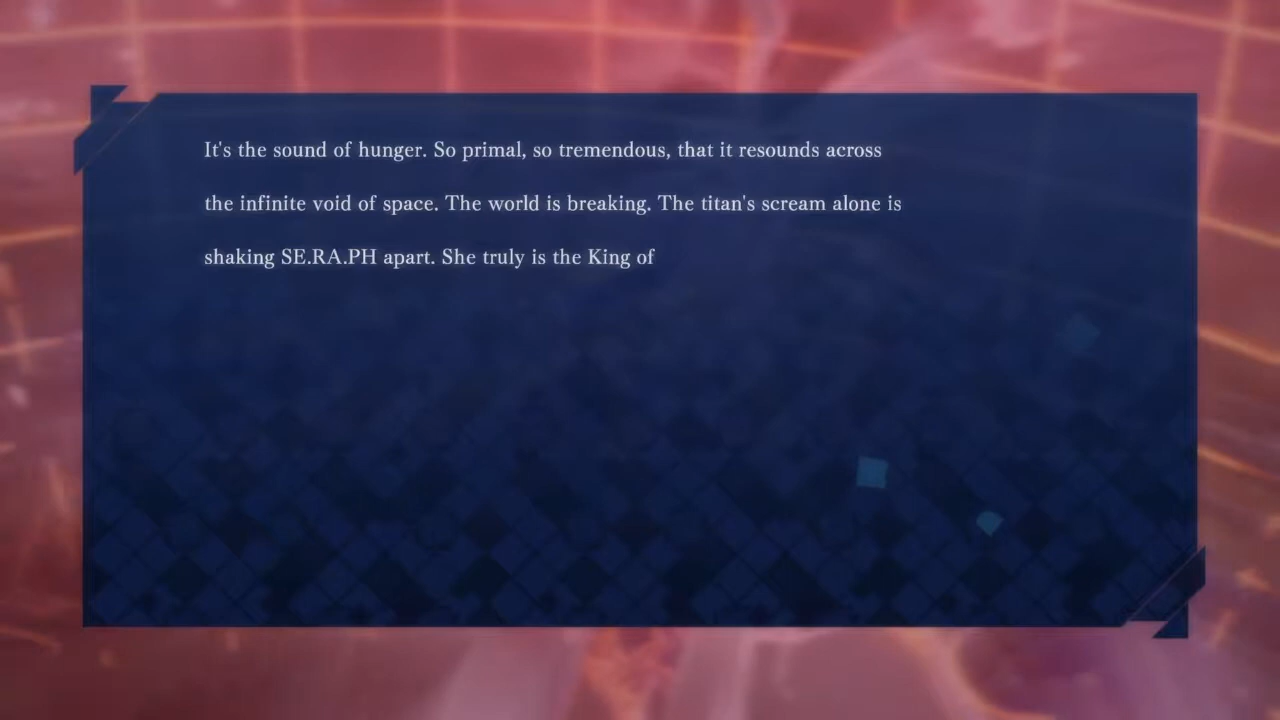 It's the sound of hunger. So primal, so tremendous, that it resounds across
the infinite void of space. The world is breaking. The titan's scream alone is
shaking SE.RA.PH apart. She truly is the King of